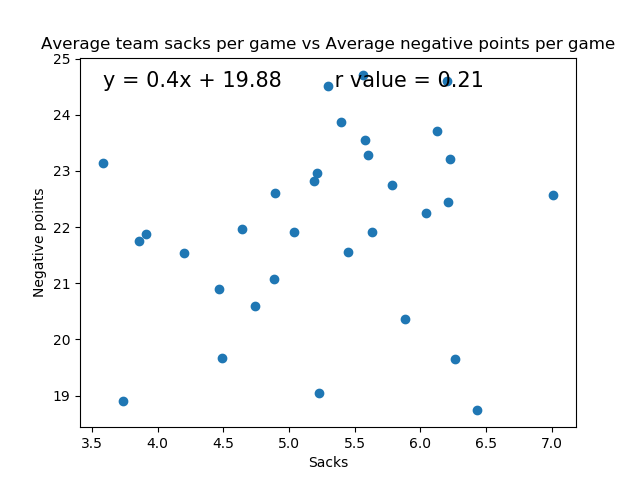 Average team sacks per game vs Average negative points per game
y = 0.4x + 19.88 r value = 0.21
25
24
23
22
21
20
19
Negative points
3.5 4.0 4.5 5.0 5.5 6.0 6.5 7.0
Sacks